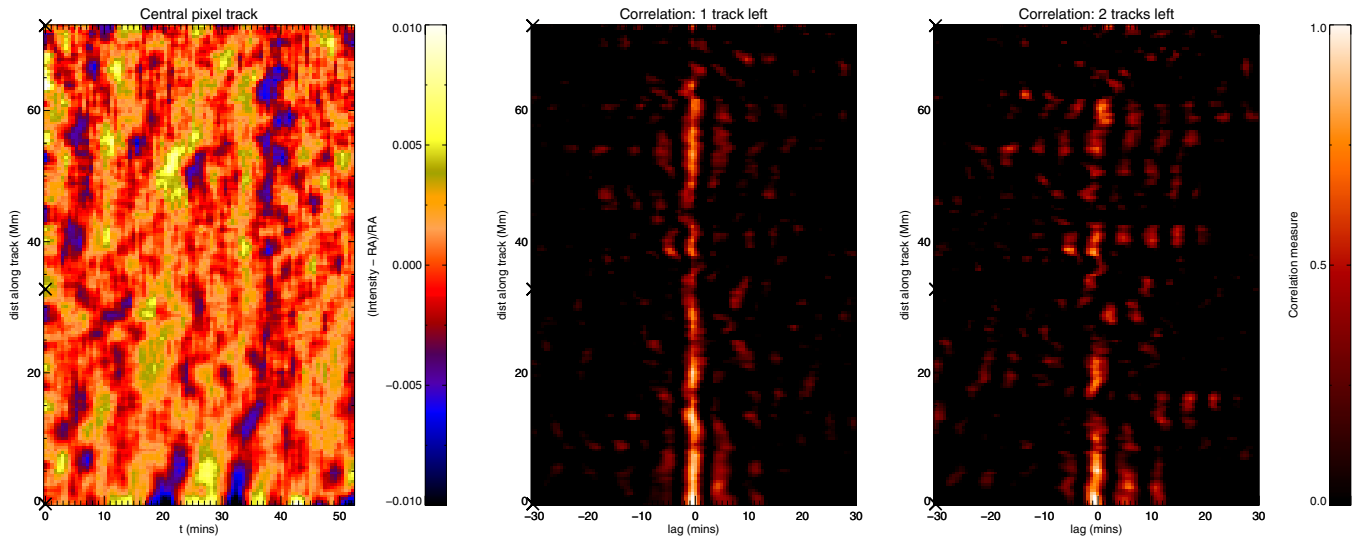 Central pixel track
60
40
20
0
dist along track (Mm)
0 10 20 30 40 50
t (mins)
0.010
0.005
0.000
−0.005
−0.010
(Intensity − RA)/RA
Correlation: 1 track left
60
40
20
0
dist along track (Mm)
−30 −20 −10 0 10 20 30
lag (mins)
Correlation: 2 tracks left
60
40
20
0
dist along track (Mm)
−30 −20 −10 0 10 20 30
lag (mins)
1.0
0.5
0.0
Correlation measure